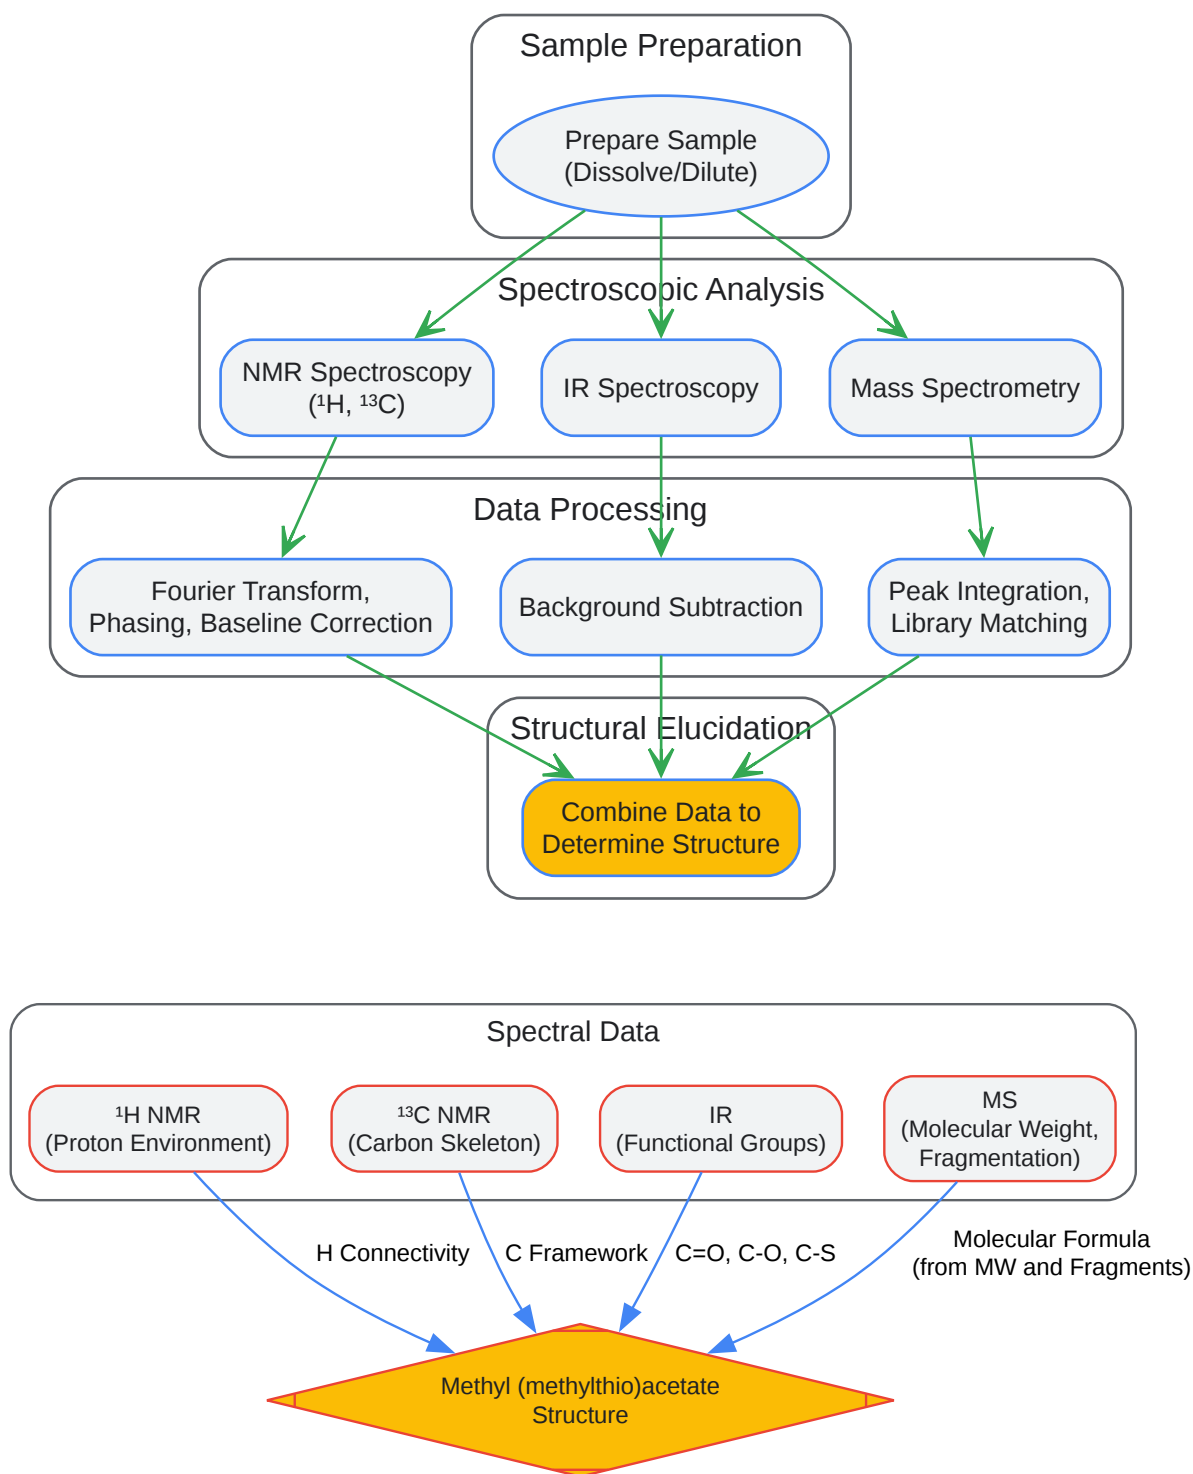 Sample Preparation
Prepare Sample
(Dissolve/Dilute)
Spectroscopic Analysis
NMR Spectroscopy
(¹H, ¹³C)
IR Spectroscopy
Mass Spectrometry
Data Processing
Fourier Transform,
Phasing, Baseline Correction
Background Subtraction
Peak Integration,
Library Matching
Structural Elucidation
Combine Data to
Determine Structure
Spectral Data
¹H NMR
(Proton Environment)
¹³C NMR
(Carbon Skeleton)
IR
(Functional Groups)
MS
(Molecular Weight,
Fragmentation)
H Connectivity
C Framework
C=O, C-O, C-S
Molecular Formula
(from MW and Fragments)
Methyl (methylthio)acetate
Structure